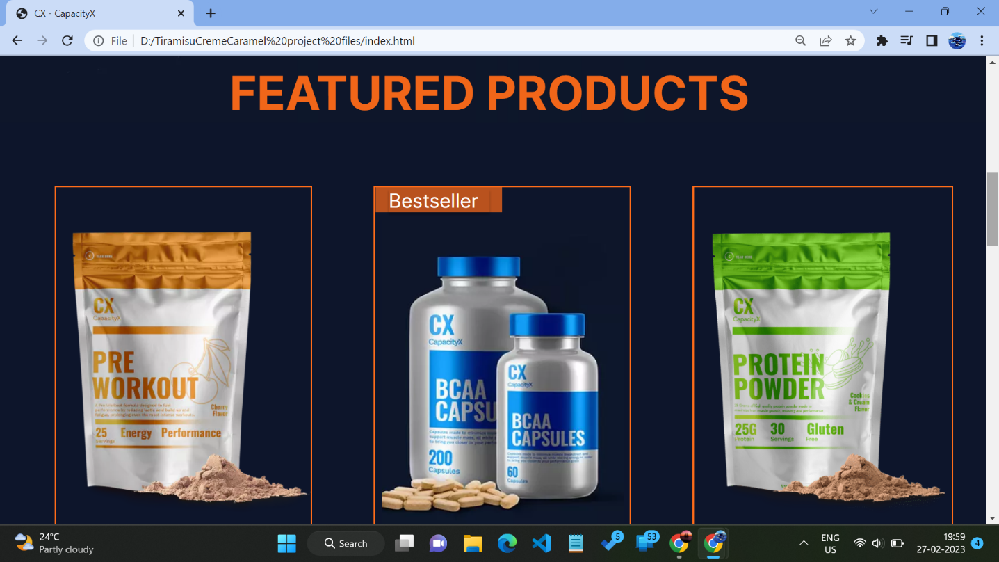 CX - CapacityX
File
D:/TiramisuCremeCaramel%20project%20files/index.html
FEATURED PRODUCTS
Bestseller
CX
CapacityX
PRE
WORKOUT
Cherry
Flavor
25 Energy Performance
Servings
CX
CapacityX
BCAA
CAPSU
200
Capsules
CX
CapacityX
BCAA
CAPSULES
60
Capsules
CX
CapacityX
PROTEIN
POWDER
Cookies
& Cream
Flavor
25G 30 Gluten
Protein Servings Free
24°C
Partly cloudy
Search
5
53
ENG
US
19:59
27-02-2023
4